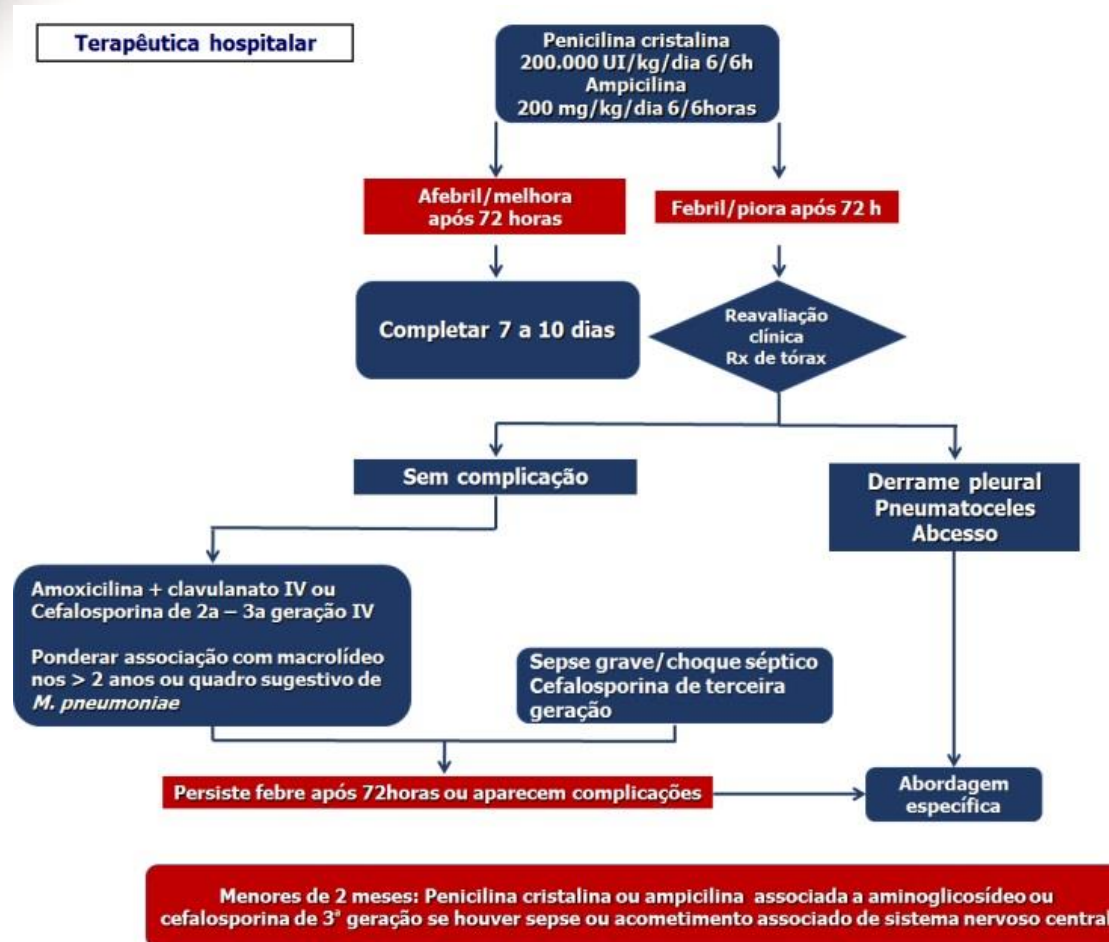 Terapêutica hospitalar
Penicilina cristalina
200.000 UI/kg/dia 6/6h
Ampicilina
200 mg/kg/dia 6/6horas
Afebril/melhora
após 72 horas
Febril/piora após 72 h
Completar 7 a 10 dias
Reavaliação
clínica
Rx de tórax
Sem complicação
Derrame pleural
Pneumatoceles
Abcesso
Amoxicilina + clavulanato IV ou
Cefalosporina de 2a – 3a geração IV
Ponderar associação com macrolídeo
nos > 2 anos ou quadro sugestivo de
M. pneumoniae
Sepse grave/choque séptico
Cefalosporina de terceira
geração
Persiste febre após 72horas ou aparecem complicações
Abordagem
específica
Menores de 2 meses: Penicilina cristalina ou ampicilina associada a aminoglicosídeo ou
cefalosporina de 3ª geração se houver sepse ou acometimento associado de sistema nervoso central